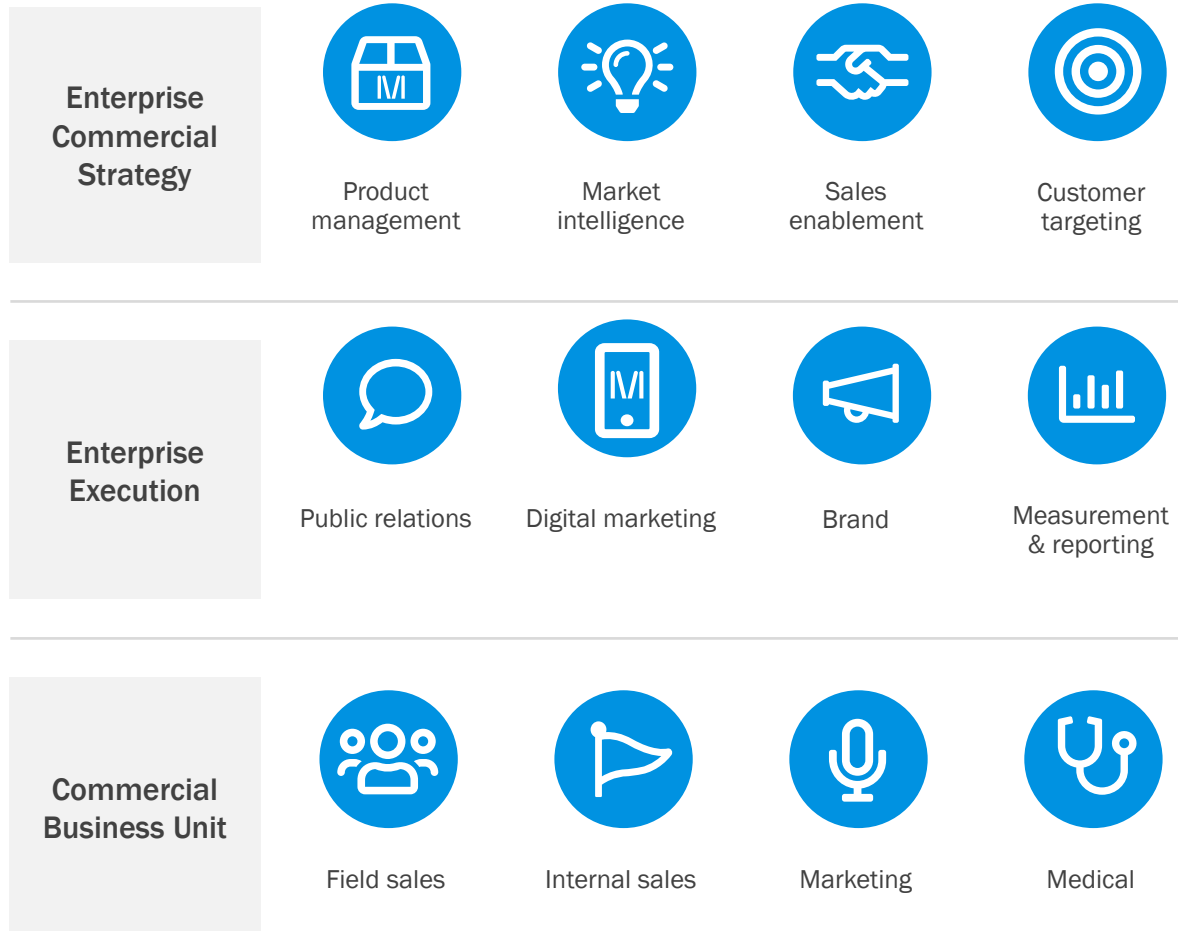 Enterprise
Commercial
Strategy
Product
management
Market
intelligence
Sales
enablement
Customer
targeting
Enterprise
Execution
Public relations
Digital marketing
Brand
Measurement
& reporting
Commercial
Business Unit
Field sales
Internal sales
Marketing
Medical